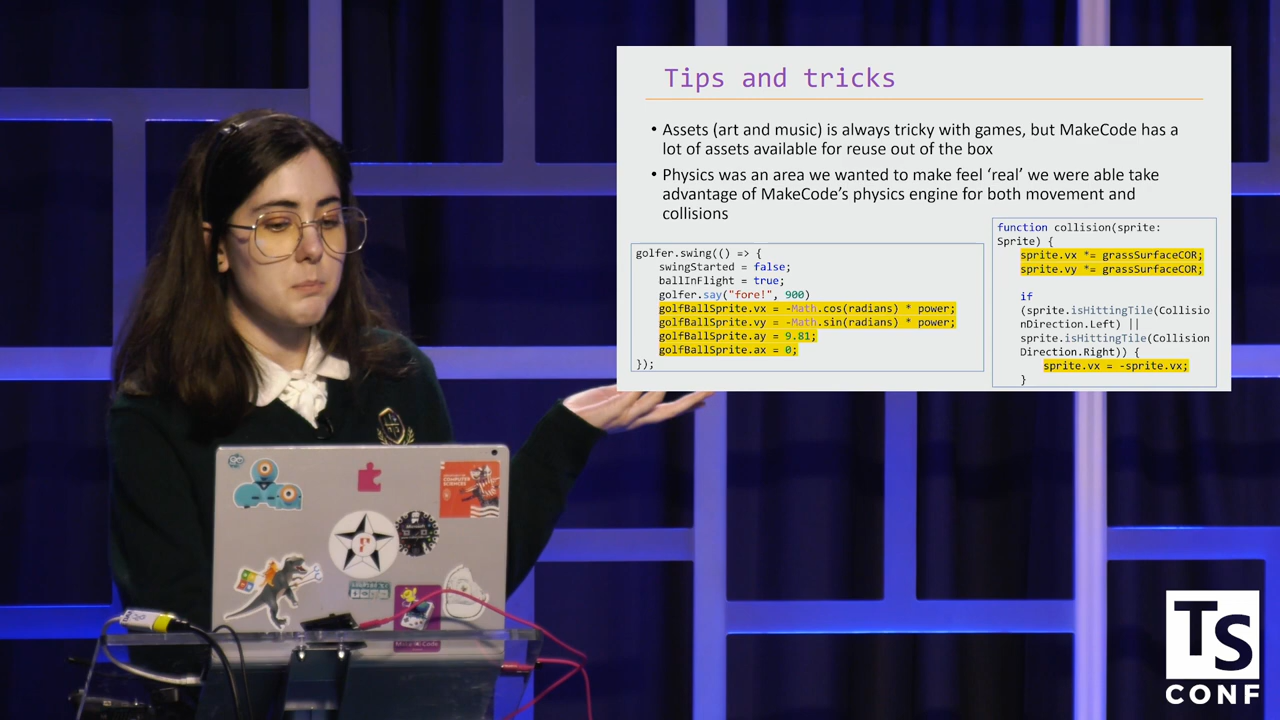 Tips and tricks
• Assets (art and music) is always tricky with games, but MakeCode has a
lot of assets available for reuse out of the box
• Physics was an area we wanted to make feel ‘real’ we were able take
advantage of MakeCode’s physics engine for both movement and
collisions
golfer.swing(() => {
swingStarted = false;
ballInFlight = true;
golfer.say("fore!", 900)
golfBallSprite.vx = -Math.cos(radians) * power;
golfBallSprite.vy = -Math.sin(radians) * power;
golfBallSprite.ay = 9.81;
golfBallSprite.ax = 0;
});
function collision(sprite:
Sprite) {
sprite.vx *= grassSurfaceCOR;
sprite.vy *= grassSurfaceCOR;
if
(sprite.isHittingTile(Collisio
nDirection.Left) ||
sprite.isHittingTile(Collision
Direction.Right)) {
sprite.vx = -sprite.vx;
}
COMPUTER
SCIENCES
TS
CONF